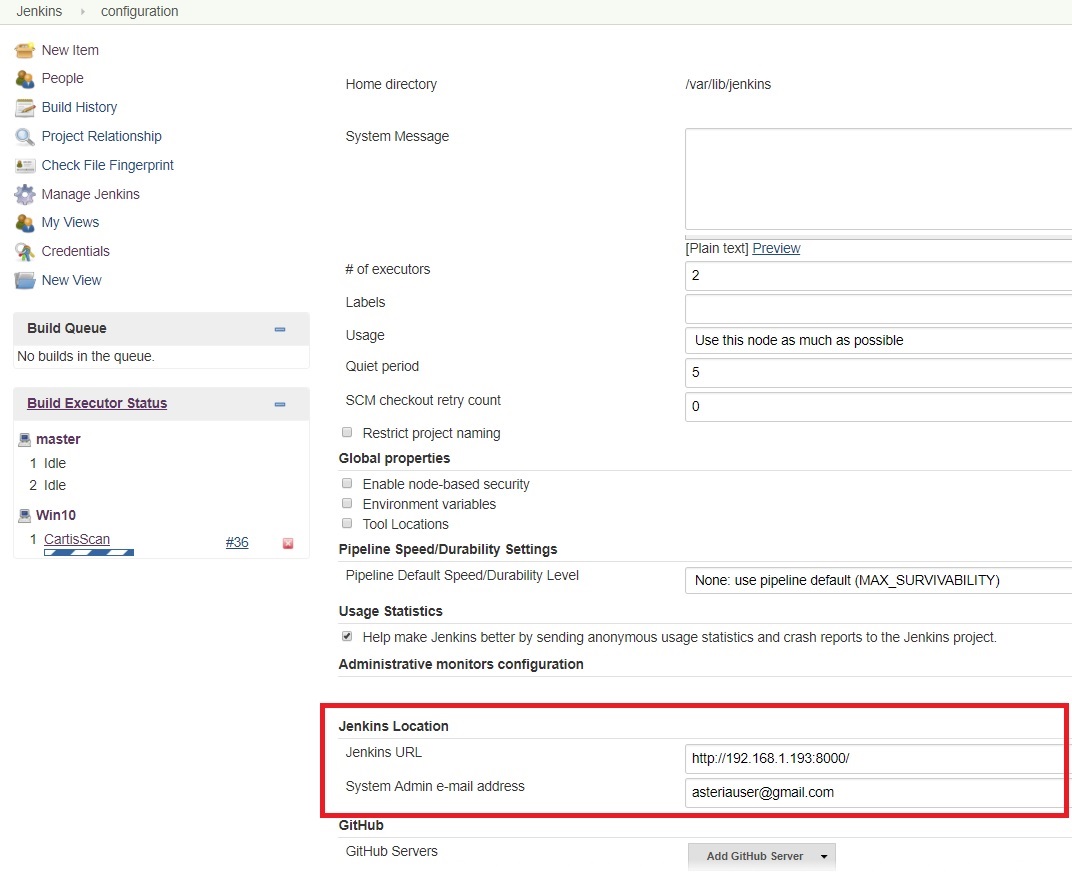 Jenkins configuration
New Item
People
Build History
Project Relationship
Check File Fingerprint
Manage Jenkins
My Views
Credentials
New View
Build Queue
No builds in the queue.
Build Executor Status
master
1 Idle
2 Idle
Win10
1 CartisScan #36
Home directory /var/lib/jenkins
System Message
[Plain text] Preview
# of executors 2
Labels
Usage Use this node as much as possible
Quiet period 5
SCM checkout retry count 0
Restrict project naming
Global properties
Enable node-based security
Environment variables
Tool Locations
Pipeline Speed/Durability Settings
Pipeline Default Speed/Durability Level None: use pipeline default (MAX_SURVIVABILITY)
Usage Statistics
Help make Jenkins better by sending anonymous usage statistics and crash reports to the Jenkins project.
Administrative monitors configuration
Jenkins Location
Jenkins URL http://192.168.1.193:8000/
System Admin e-mail address asteriauser@gmail.com
GitHub
GitHub Servers Add GitHub Server